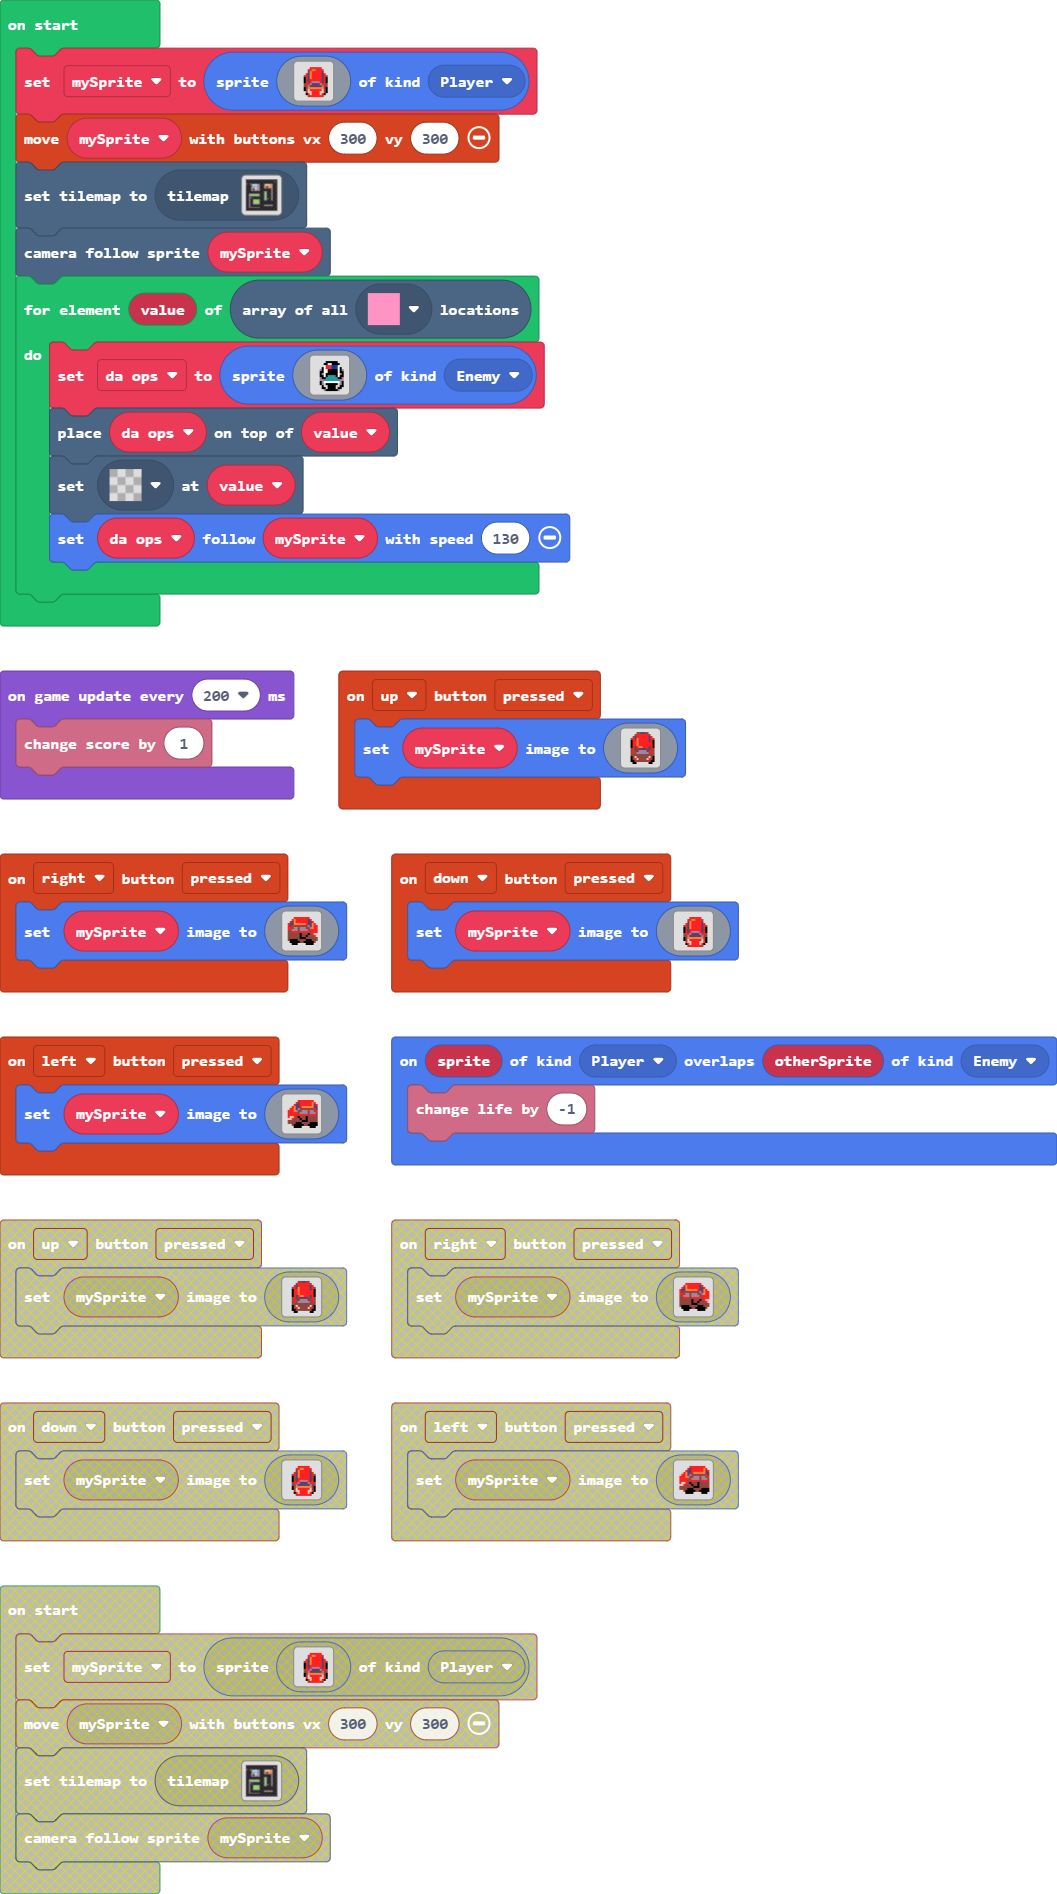 on start
set mySprite to sprite of kind Player
move mySprite with buttons vx 300 vy 300
set tilemap to tilemap
camera follow sprite mySprite
for element value of array of all locations
do
set da ops to sprite of kind Enemy
place da ops on top of value
set at value
set da ops follow mySprite with speed 130
on game update every 200 ms
change score by 1
on up button pressed
set mySprite image to
on right button pressed
set mySprite image to
on down button pressed
set mySprite image to
on left button pressed
set mySprite image to
on sprite of kind Player overlaps otherSprite of kind Enemy
change life by -1
on up button pressed
set mySprite image to
on right button pressed
set mySprite image to
on down button pressed
set mySprite image to
on left button pressed
set mySprite image to
on start
set mySprite to sprite of kind Player
move mySprite with buttons vx 300 vy 300
set tilemap to tilemap
camera follow sprite mySprite